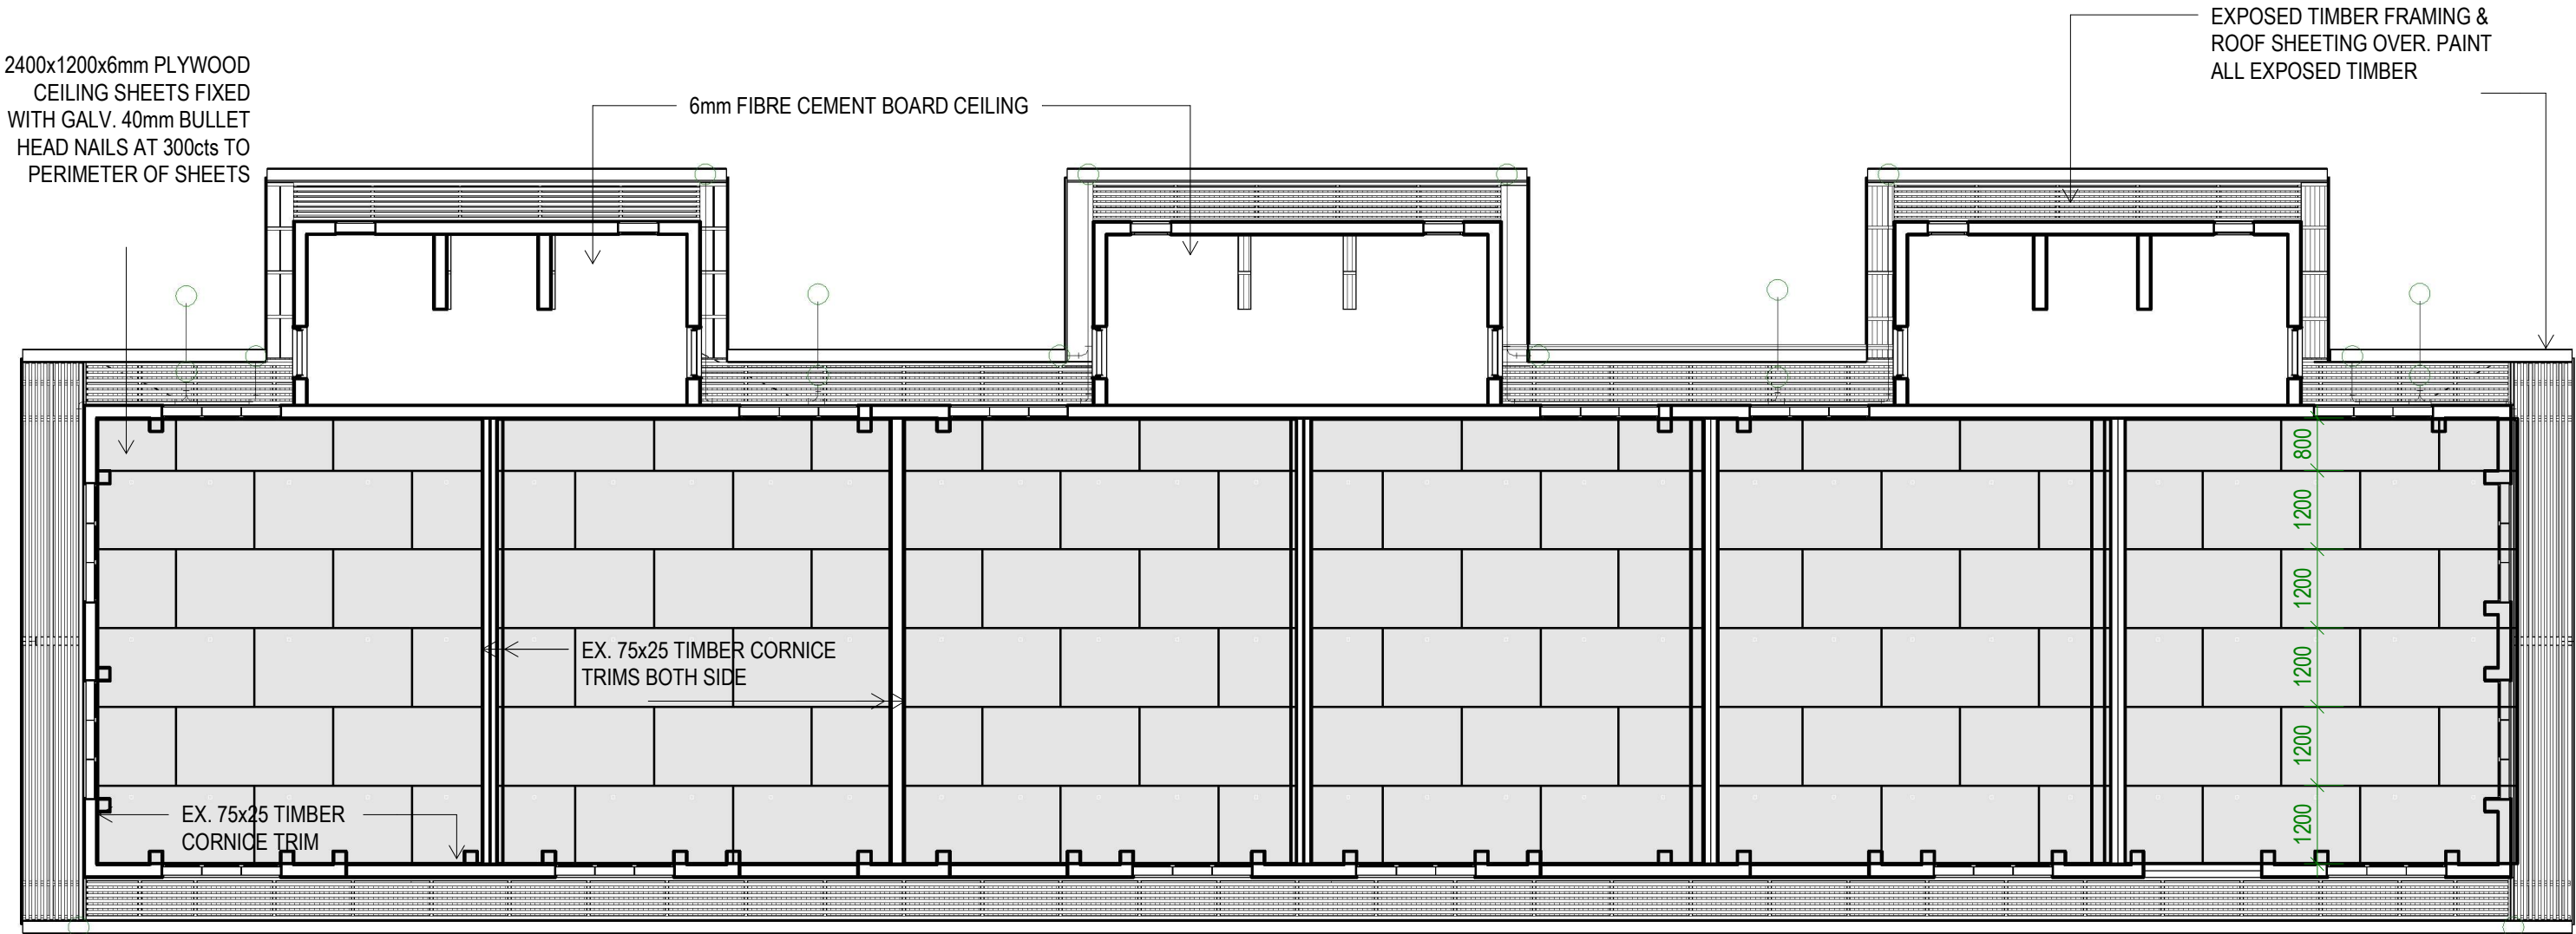 EXPOSED TIMBER FRAMING &
ROOF SHEETING OVER. PAINT
ALL EXPOSED TIMBER
2400x1200x6mm PLYWOOD
CEILING SHEETS FIXED
WITH GALV. 40mm BULLET
HEAD NAILS AT 300cts TO
PERIMETER OF SHEETS
6mm FIBRE CEMENT BOARD CEILING
800
1200
1200
1200
1200
1200
EX. 75x25 TIMBER CORNICE
TRIMS BOTH SIDE
EX. 75x25 TIMBER
CORNICE TRIM